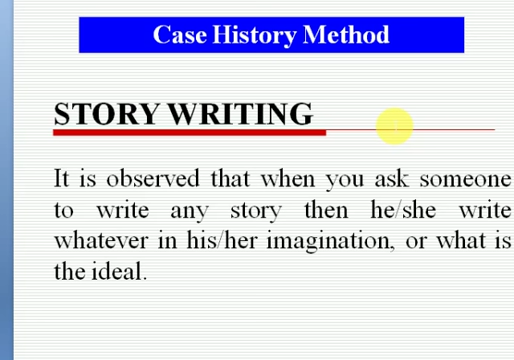 Case History Method
STORY WRITING
It is observed that when you ask someone
to write any story then he/she write
whatever in his/her imagination, or what is
the ideal.